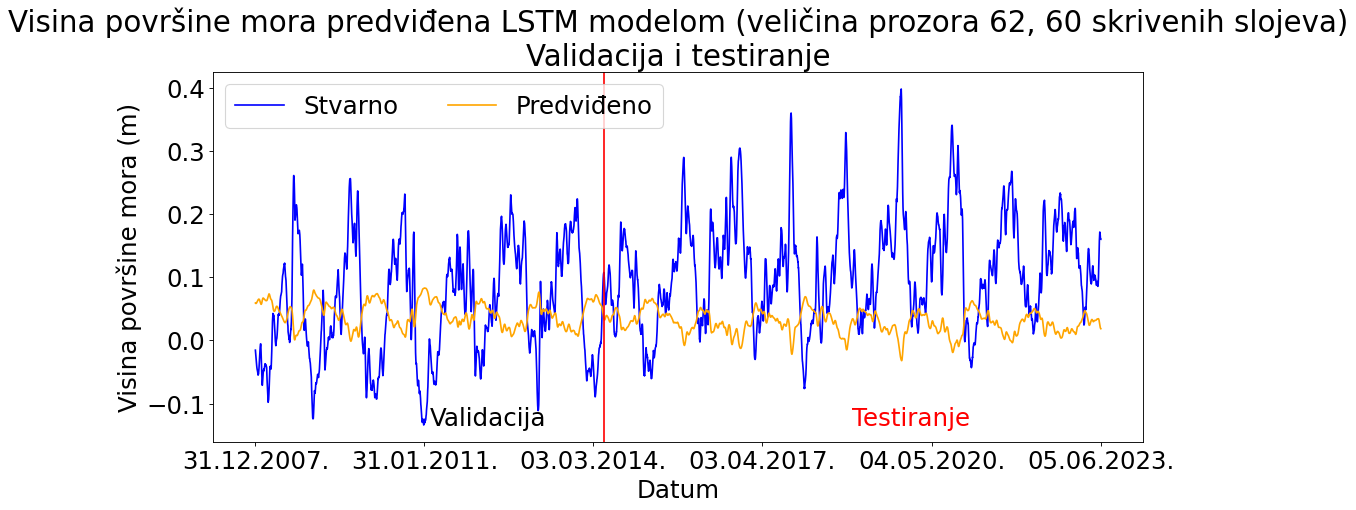 Visina površine mora predviđena LSTM modelom (veličina prozora 62, 60 skrivenih slojeva)
Validacija i testiranje
Stvarno Predviđeno
Visina površine mora (m)
0.4
0.3
0.2
0.1
0.0
−0.1
Validacija Testiranje
31.12.2007. 31.01.2011. 03.03.2014. 03.04.2017. 04.05.2020. 05.06.2023.
Datum